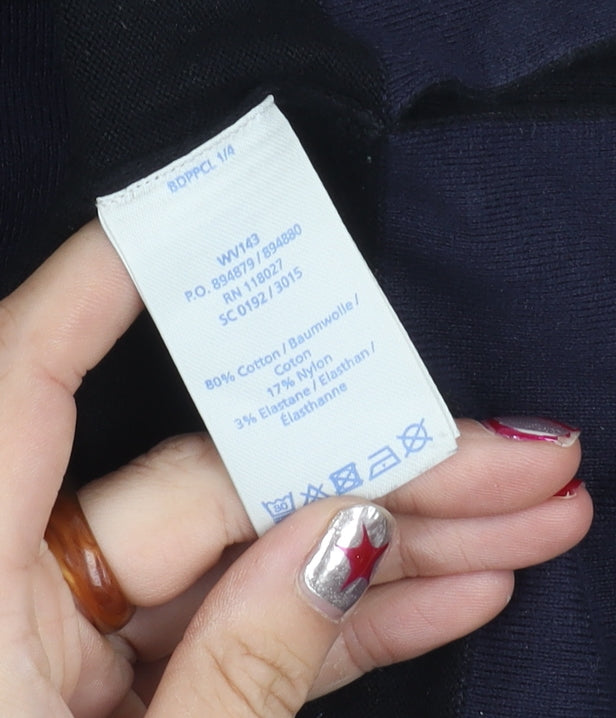 BDPPCL 1/4
WV143
P.O. 894879 / 894880
RN 118027
SC 0192 / 3015
80% Cotton / Baumwolle /
Coton
17% Nylon
3% Elastane / Elasthan /
Élasthanne